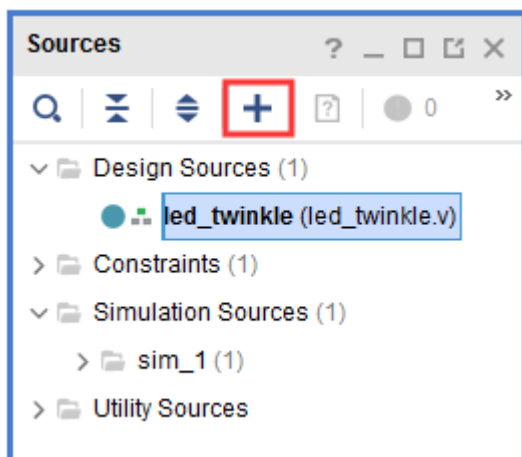 Sources ? _
+ ? 0 »
Design Sources (1)
led_twinkle (led_twinkle.v)
Constraints (1)
Simulation Sources (1)
sim_1 (1)
Utility Sources